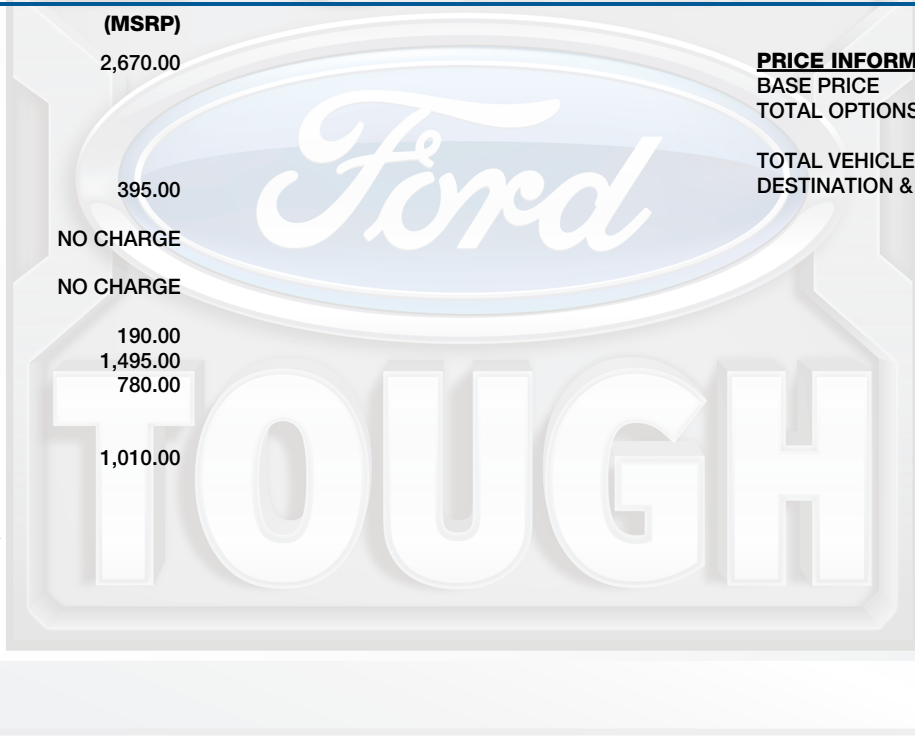 (MSRP)
2,670.00
395.00
NO CHARGE
NO CHARGE
190.00
1,495.00
780.00
1,010.00
PRICE INFORM
BASE PRICE
TOTAL OPTIONS
TOTAL VEHICLE
DESTINATION &
Ford
TOUGH